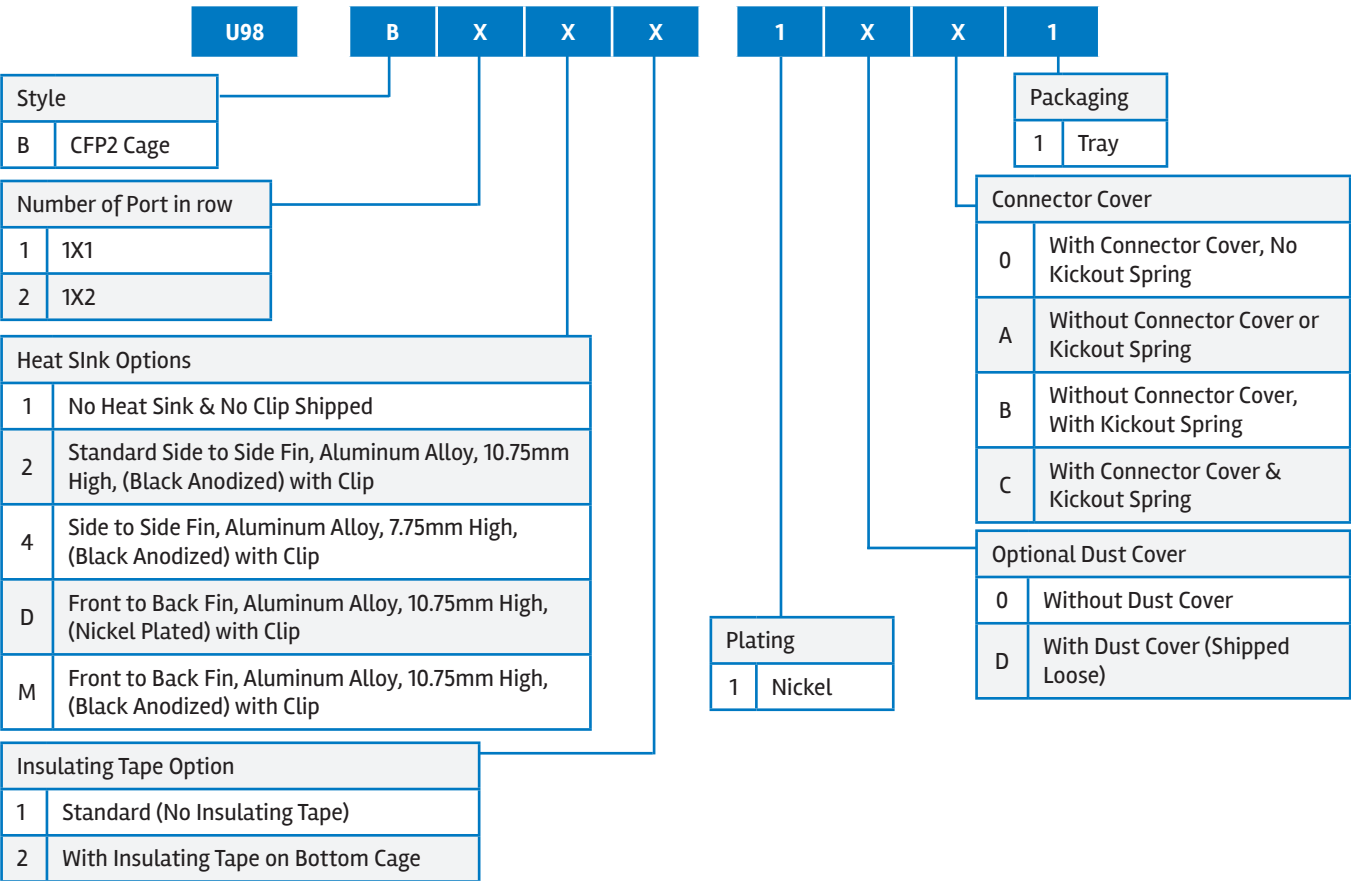 U98 B X X X 1 X X 1
Style
B CFP2 Cage
Number of Port in row
1 1X1
2 1X2
Heat SInk Options
1 No Heat Sink & No Clip Shipped
2 Standard Side to Side Fin, Aluminum Alloy, 10.75mm
High, (Black Anodized) with Clip
4 Side to Side Fin, Aluminum Alloy, 7.75mm High,
(Black Anodized) with Clip
D Front to Back Fin, Aluminum Alloy, 10.75mm High,
(Nickel Plated) with Clip
M Front to Back Fin, Aluminum Alloy, 10.75mm High,
(Black Anodized) with Clip
Insulating Tape Option
1 Standard (No Insulating Tape)
2 With Insulating Tape on Bottom Cage
Plating
1 Nickel
Packaging
1 Tray
Connector Cover
0 With Connector Cover, No
Kickout Spring
A Without Connector Cover or
Kickout Spring
B Without Connector Cover,
With Kickout Spring
C With Connector Cover &
Kickout Spring
Optional Dust Cover
0 Without Dust Cover
D With Dust Cover (Shipped
Loose)